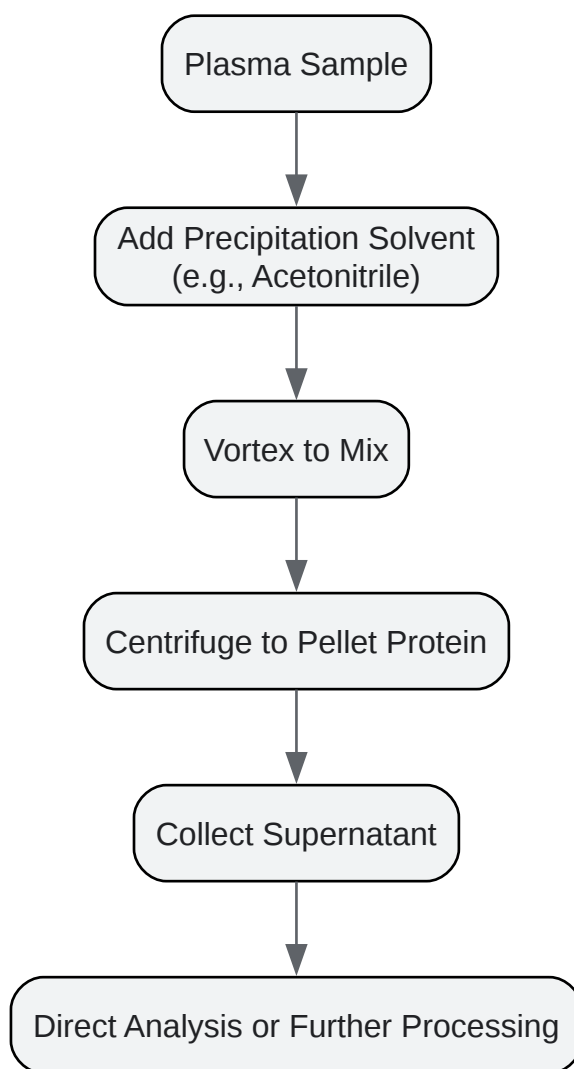 Plasma Sample
Add Precipitation Solvent
(e.g., Acetonitrile)
Vortex to Mix
Centrifuge to Pellet Protein
Collect Supernatant
Direct Analysis or Further Processing